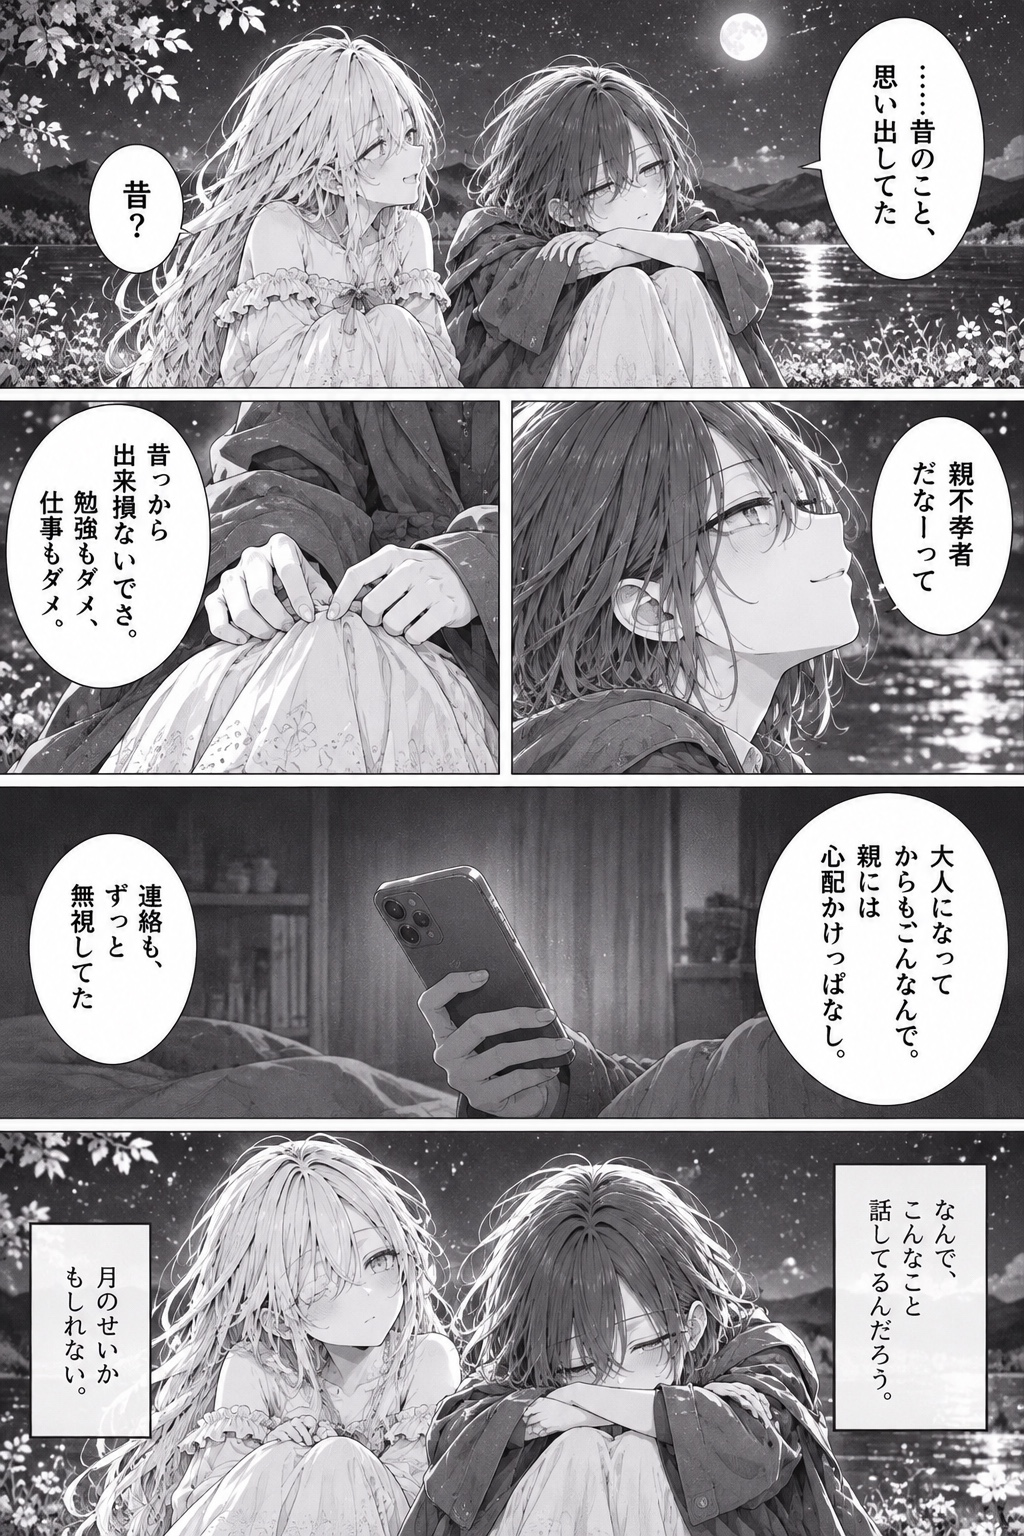 ……昔のこと、
思い出してた
昔？
親不孝者
だなーって
昔っから
出来損ないでさ。
勉強もダメ、
仕事もダメ。
大人になって
からもごんなんで。
親には
心配かけっぱなし。
連絡も、
ずっと
無視してた
なんで、
こんなこと
話してるんだろう。
月のせいか
もしれない。